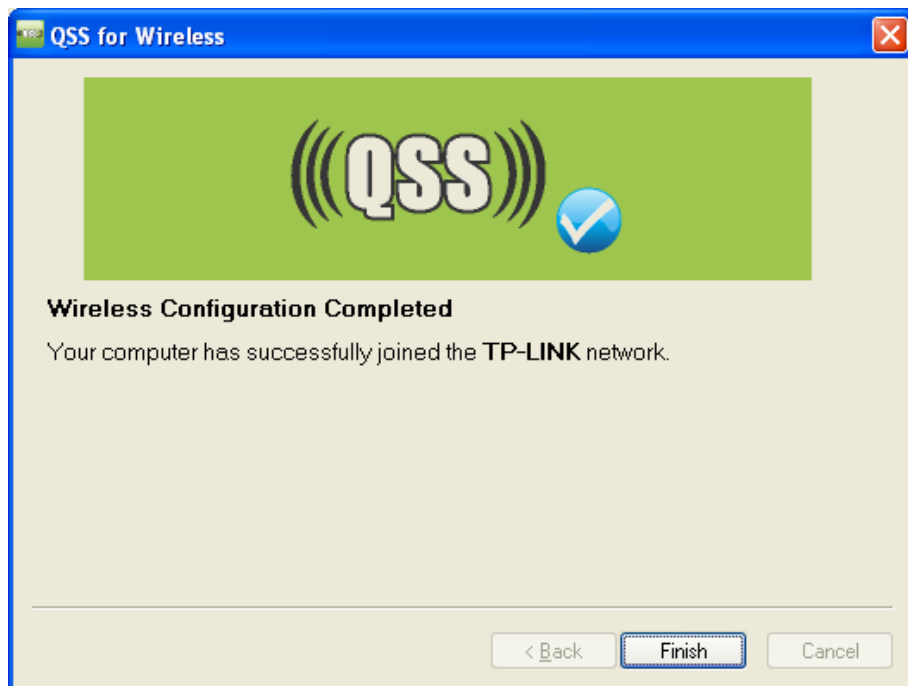 QSS for Wireless
(((QSS)))
Wireless Configuration Completed
Your computer has successfully joined the TP-LINK network.
< Back
Finish
Cancel